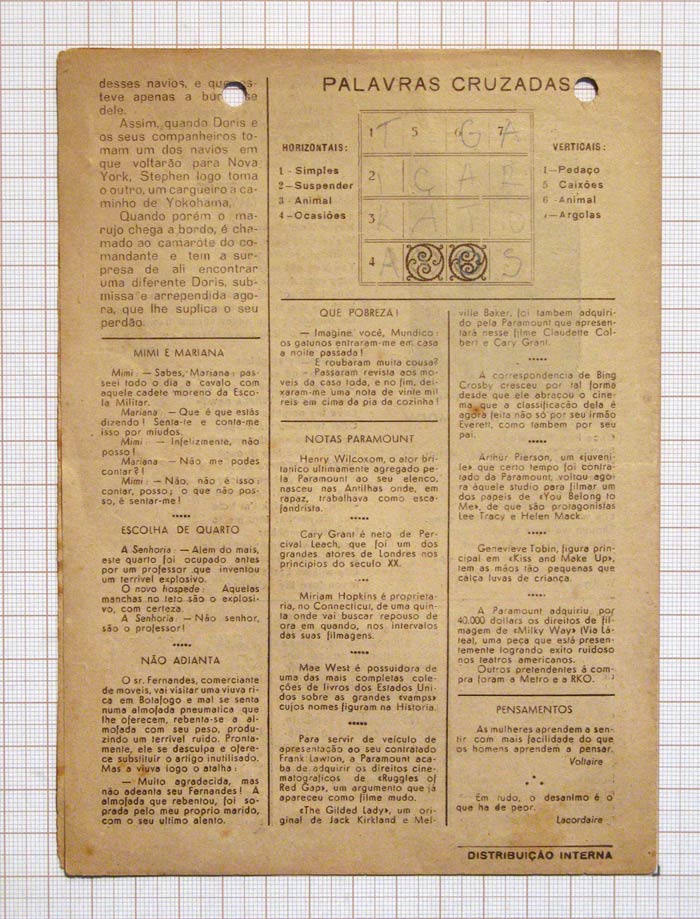 desses navios, e que es-
teve apenas a bur se
dele.
Assim, quando Doris e
os seus companheiros to-
mam um dos navios em
que voltarão para Nova
York, Stephen logo toma
o outro, um cargueiro a ca-
minho de Yokohama.
Quando porém o ma-
rujo chega a bordo, é cha-
mado ao camaróte do co-
mandante e tem a sur-
presa de ali encontrar
uma diferente Doris, sub-
missa e arrependida ago-
ra, que lhe suplica o seu
perdão.
MIMI E MARIANA
Mimi: — Sabes, Mariana: pas-
seei todo o dia a cavalo com
aquele cadete moreno da Esco-
la Militar.
Mariana: — Que é que estás
dizendo! Senta-te e conta-me
isso por miudos.
Mimi: — Infelizmente, não
posso!
Mariana — Não me podes
contar?!
Mimi: — Não, não é isso:
contar, posso; o que não pos-
so, é sentar-me!
•••••
ESCOLHA DE QUARTO
A Senhoria: — Alem do mais,
este quarto foi ocupado antes
por um professor que inventou
um terrivel explosivo.
O novo hospede: Aquelas
manchas no teto são o explosi-
vo, com certeza.
A Senhoria: — Não senhor,
são o professor!
•••••
NÃO ADIANTA
O sr. Fernandes, comerciante
de moveis, vai visitar uma viuva ri-
ca em Botafogo e mal se senta
numa almofada pneumatica que
lhe oferecem, rebenta-se a al-
mofada com seu peso, produ-
zindo um terrivel ruido. Pronta-
mente, ele se desculpa e ofere-
ce substituir o artigo inutilisado.
Mas a viuva logo o atalha:
— Muito agradecida, mas
não adeanta seu Fernandes! A
almofada que rebentou, foi so-
prada pelo meu proprio marido,
com o seu ultimo alento.
PALAVRAS CRUZADAS
HORIZONTAIS:
1 - Simples
2—Suspender
3 - Animal
4—Ocasiões
1 T 5 6 G 7 A
2 I Ç A R
3 R A T O
4 A S
VERTICAIS:
1—Pedaço
5 Caixões
6 -Animal
7—Argolas
QUE POBREZA!
— Imagine você, Mundico:
os gatunos entraram-me em casa
a noite passada!
— E roubaram muita cousa?
— Passaram revista aos mo-
veis da casa toda, e no fim, dei-
xaram-me uma nota de vinte mil
reis em cima da pia da cozinha!
NOTAS PARAMOUNT
Henry Wilcoxom, o ator bri-
tanico ultimamente agregado pe-
la Paramount ao seu elenco,
nasceu nas Antilhas onde, em
rapaz, trabalhava como esca-
fandrista.
•••••
Cary Grant é neto de Per-
cival Leach, que foi um dos
grandes atores de Londres nos
principios do seculo XX.
Miriam Hopkins é proprieta-
ria, no Connecticut, de uma quin-
ta onde vai buscar repouso de
ora em quando, nos intervalos
das suas filmagens.
•••••
Mae West é possuidora de
uma das mais completas cole-
ções de livros dos Estados Uni-
dos sobre as grandes «vamps»
cujos nomes figuram na Historia.
•••••
Para servir de veículo de
apresentação ao seu contratado
Frank Lawton, a Paramount aca-
ba de adquirir os direitos cine-
matograficos de «Ruggles of
Red Gap», um argumento que já
apareceu como filme mudo.
«The Gilded Lady», um ori-
ginal de Jack Kirkland e Mel-
ville Baker, foi tambem adquiri-
do pela Paramount que apresen-
tará nesse filme Claudette Col-
bert e Cary Grant.
•••••
A correspondencia de Bing
Crosby cresceu por tal forma
desde que ele abracou o cine-
ma, que a classificação dela é
agora feita não só por seu irmão
Everett, como tambem por seu
pai.
•••••
Arthur Pierson, um «juveni-
le» que certo tempo foi contra-
tado da Paramount, voltou ago-
ra àquele studio para filmar um
dos papeis de «You Belong to
Me», de que são protagonistas
Lee Tracy e Helen Mack.
•••••
Genevieve Tobin, figura prin-
cipal em «Kiss and Make Up»,
tem as mãos tão pequenas que
calça luvas de criança.
•••••
A Paramount adquiriu por
40.000 dollars os direitos de fil-
magem de «Milky Way» (Via Lá-
tea), uma peça que está presen-
temente logrando exito ruidoso
nos teatros americanos.
Outros pretendentes á com-
pra foram a Metro e a RKO.
PENSAMENTOS
As mulheres aprendem a sen-
tir com mais facilidade do que
os homens aprendem a pensar.
Voltaire
Em tudo, o desanimo é o
que ha de peor.
Lacordaire
DISTRIBUIÇÃO INTERNA